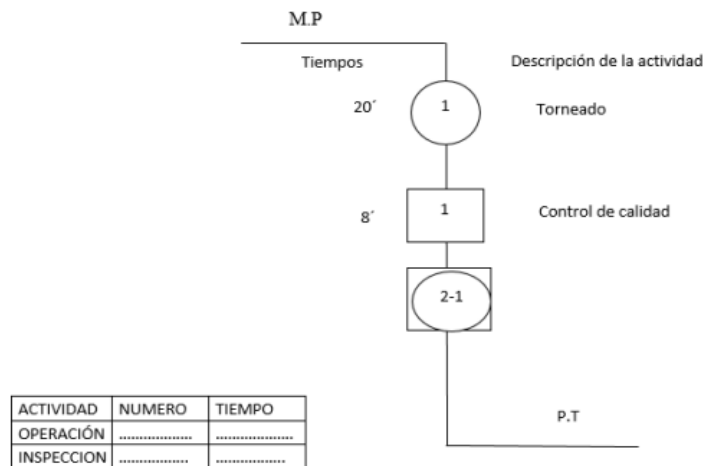 M.P
Tiempos Descripción de la actividad
20´ 1 Torneado
8´ 1 Control de calidad
2-1
P.T
ACTIVIDAD NUMERO TIEMPO
OPERACIÓN .................. ...................
INSPECCION ................. .................